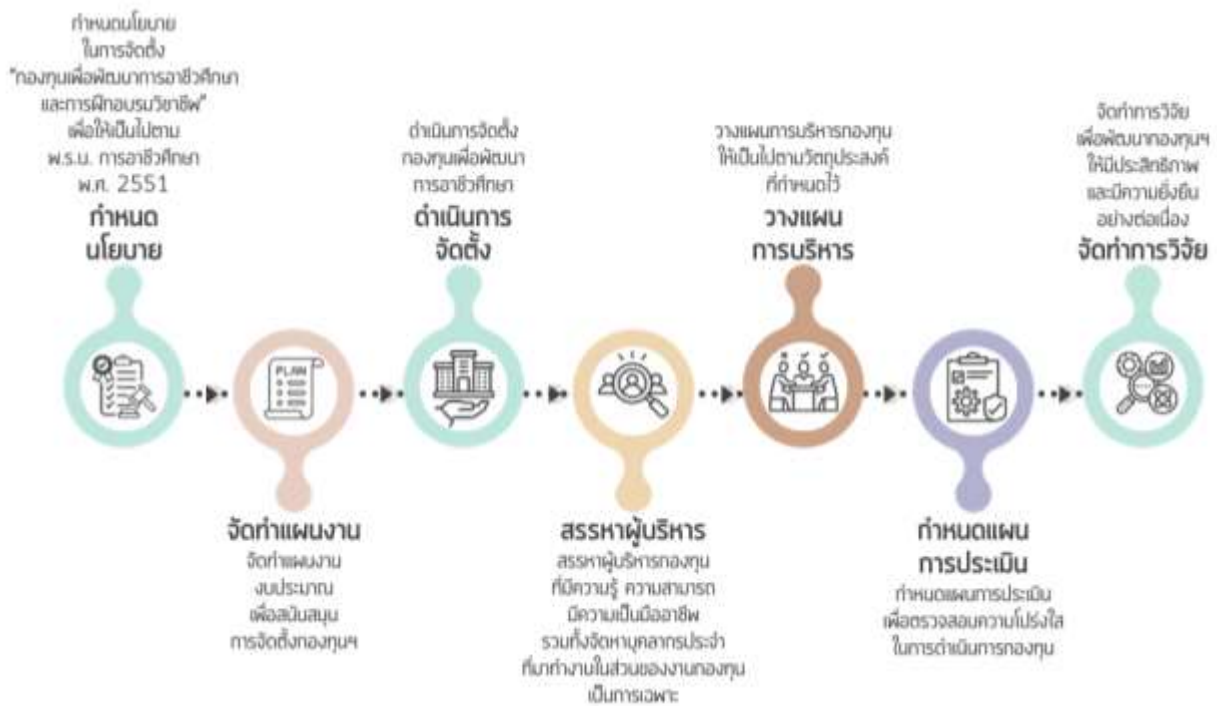 กำหนดนโยบาย
ในการจัดตั้ง
"กองทุนเพื่อพัฒนาการอาชีวศึกษา
และการฝึกอบรมวิชาชีพ"
เพื่อให้เป็นไปตาม
พ.ร.บ. การอาชีวศึกษา
พ.ศ. 2551
กำหนด
นโยบาย
PLAN
จัดทำแผนงาน
จัดทำแผนงาน
งบประมาณ
เพื่อสนับสนุน
การจัดตั้งกองทุนฯ
ดำเนินการจัดตั้ง
กองทุนเพื่อพัฒนา
การอาชีวศึกษา
ดำเนินการ
จัดตั้ง
สรรหาผู้บริหาร
สรรหาผู้บริหารกองทุน
ที่มีความรู้ ความสามารถ
มีความเป็นมืออาชีพ
รวมทั้งจัดหาบุคลากรประจำ
ที่มาทำงานในส่วนของงานกองทุน
เป็นการเฉพาะ
วางแผนการบริหารกองทุน
ให้เป็นไปตามวัตถุประสงค์
ที่กำหนดไว้
วางแผน
การบริหาร
กำหนดแผน
การประเมิน
กำหนดแผนการประเมิน
เพื่อตรวจสอบความโปร่งใส
ในการดำเนินการกองทุน
จัดทำการวิจัย
เพื่อพัฒนากองทุนฯ
ให้มีประสิทธิภาพ
และมีความยั่งยืน
อย่างต่อเนื่อง
จัดทำการวิจัย